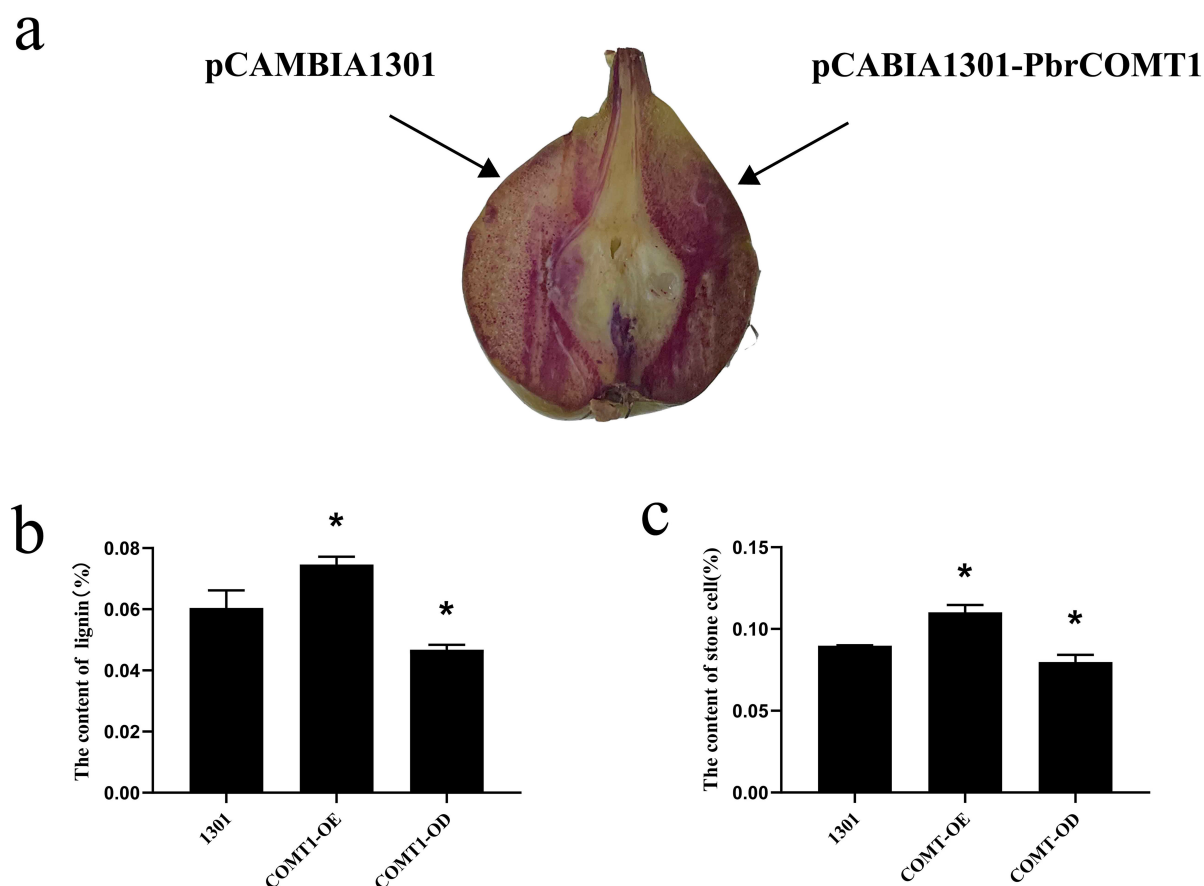 a
pCAMBIA1301
pCABIA1301-PbrCOMT1
b
The content of lignin(%)
0.08
0.06
0.04
0.02
0.00
*
*
1301
COMT1-OE
COMT1-OD
c
The content of stone cell(%)
0.15
0.10
0.05
0.00
*
*
1301
COMT-OE
COMT-OD